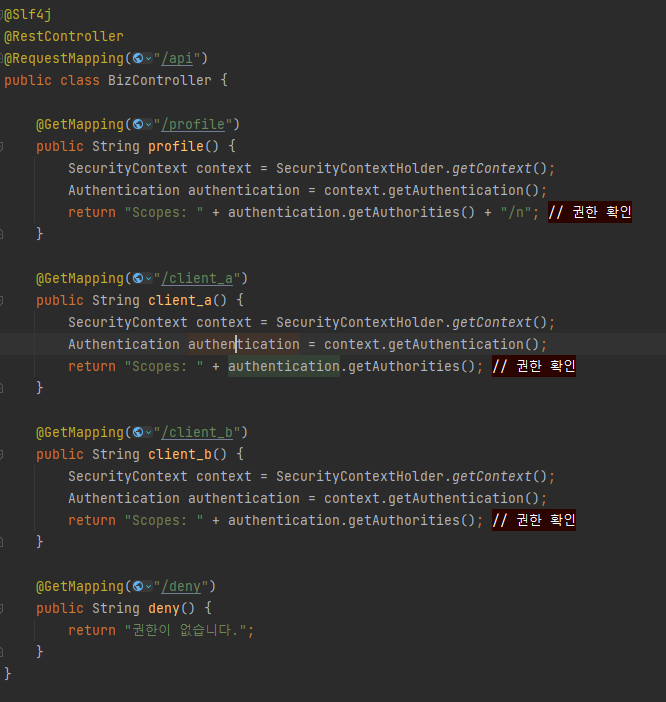 @Slf4j
@RestController
@RequestMapping("/api")
public class BizController {
@GetMapping("/profile")
public String profile() {
SecurityContext context = SecurityContextHolder.getContext();
Authentication authentication = context.getAuthentication();
return "Scopes: " + authentication.getAuthorities() + "/n"; // 권한 확인
}
@GetMapping("/client_a")
public String client_a() {
SecurityContext context = SecurityContextHolder.getContext();
Authentication authentication = context.getAuthentication();
return "Scopes: " + authentication.getAuthorities(); // 권한 확인
}
@GetMapping("/client_b")
public String client_b() {
SecurityContext context = SecurityContextHolder.getContext();
Authentication authentication = context.getAuthentication();
return "Scopes: " + authentication.getAuthorities(); // 권한 확인
}
@GetMapping("/deny")
public String deny() {
return "권한이 없습니다.";
}
}